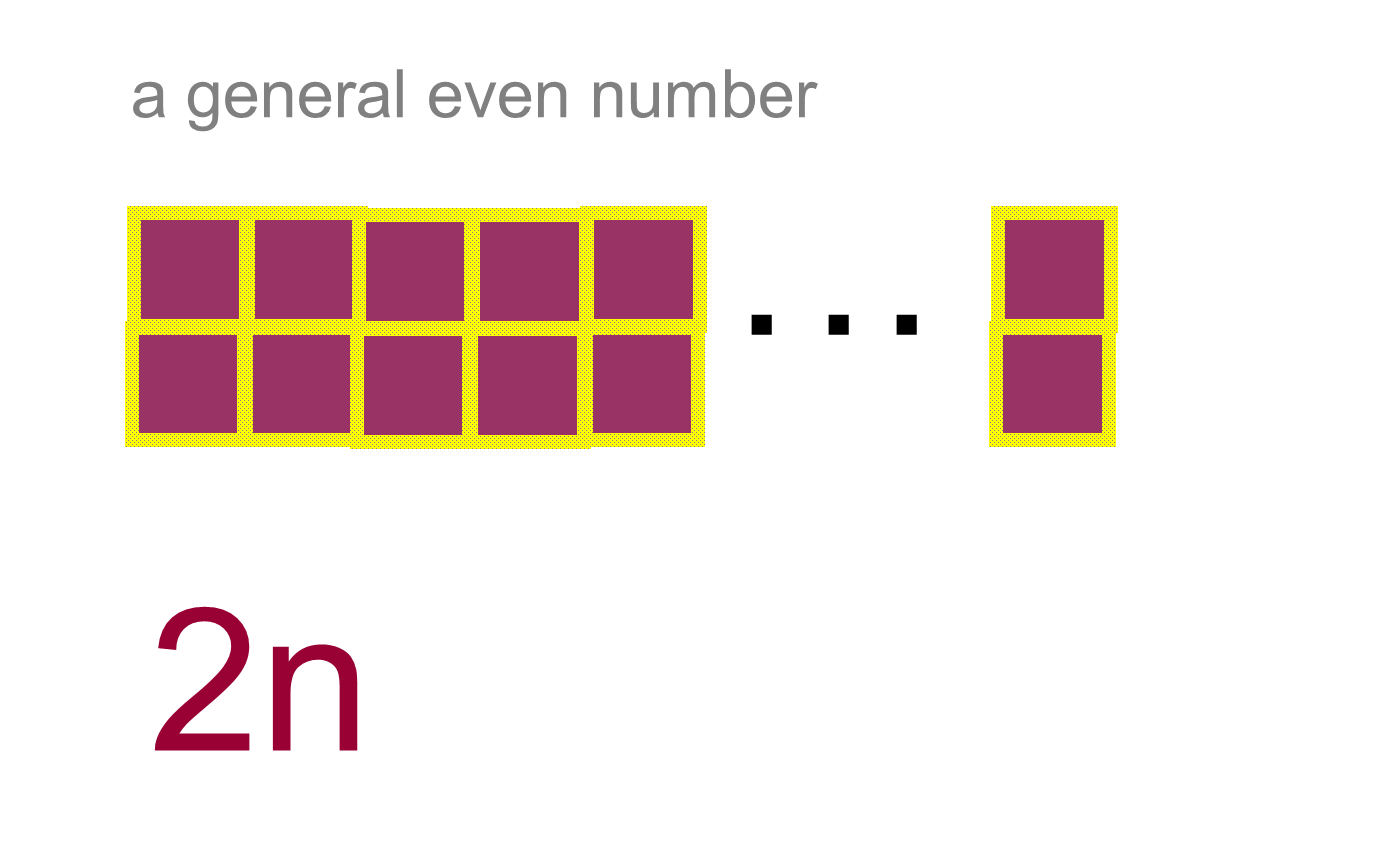 a general even number
. . .
2n